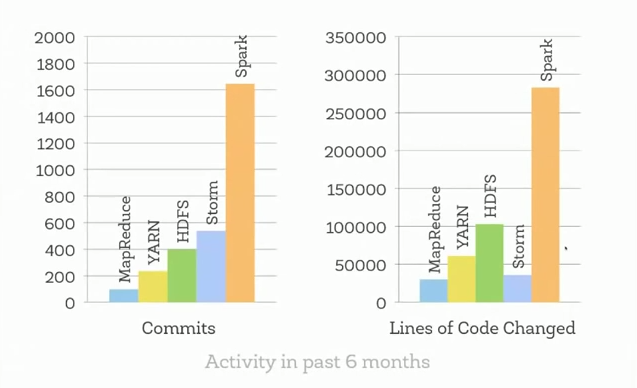 2000
1800
1600
1400
1200
1000
800
600
400
200
0
MapReduce
YARN
HDFS
Storm
Spark
Commits
350000
300000
250000
200000
150000
100000
50000
0
MapReduce
YARN
HDFS
Storm
Spark
Lines of Code Changed
Activity in past 6 months